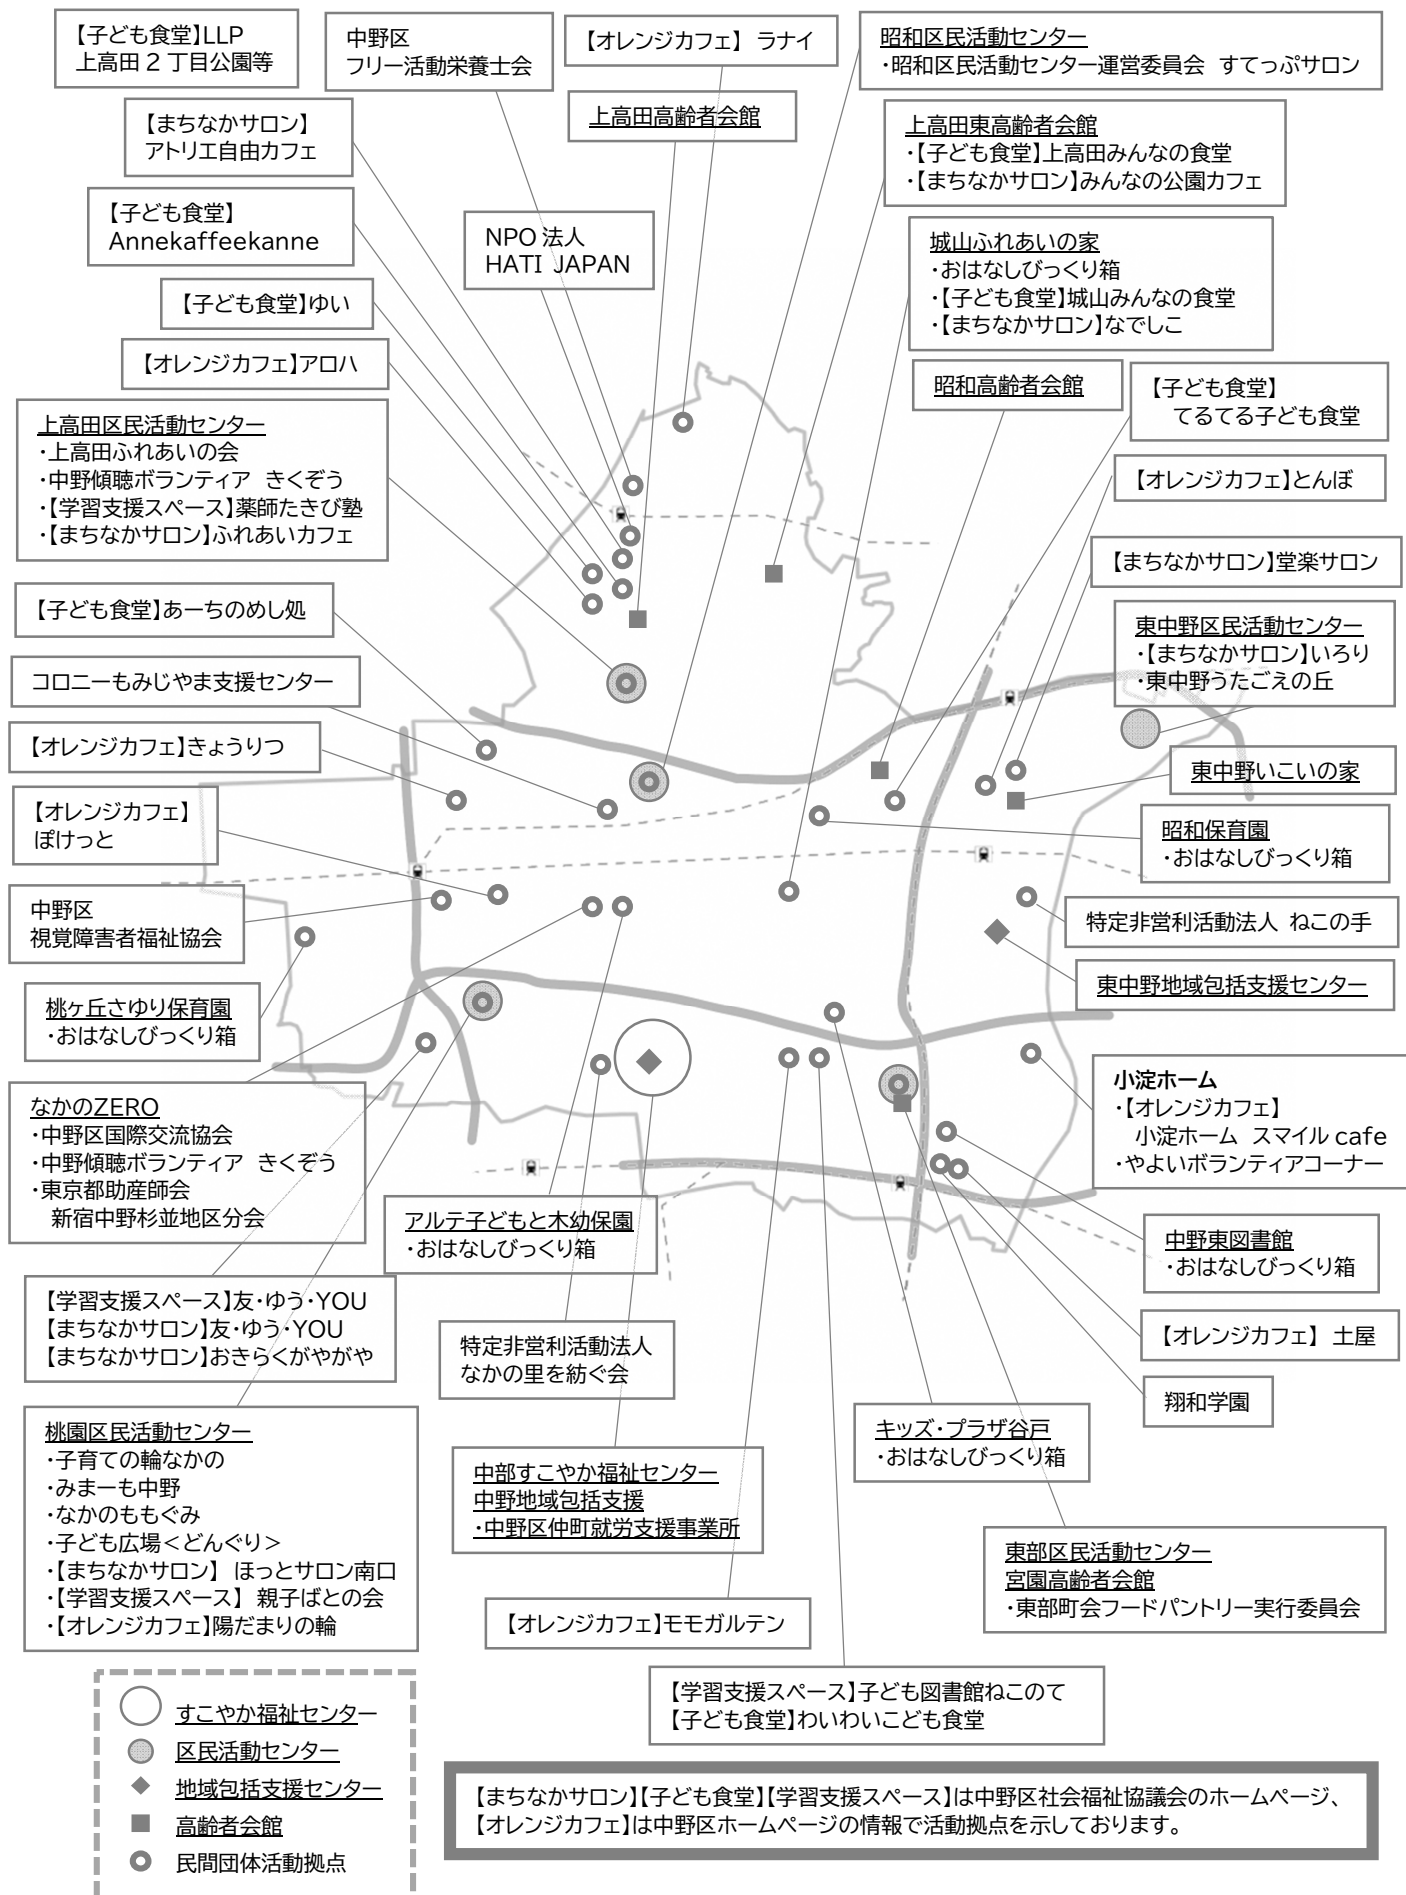 【子ども食堂】LLP
上高田２丁目公園等
中野区
フリー活動栄養士会
【オレンジカフェ】 ラナイ
上高田高齢者会館
昭和区民活動センター
・昭和区民活動センター運営委員会　すてっぷサロン
【まちなかサロン】
アトリエ自由カフェ
上高田東高齢者会館
・【子ども食堂】上高田みんなの食堂
・【まちなかサロン】みんなの公園カフェ
【子ども食堂】
Annekaffeekanne
NPO 法人
HATI JAPAN
城山ふれあいの家
・おはなしびっくり箱
・【子ども食堂】城山みんなの食堂
・【まちなかサロン】なでしこ
【子ども食堂】ゆい
【オレンジカフェ】アロハ
昭和高齢者会館
【子ども食堂】
てるてる子ども食堂
上高田区民活動センター
・上高田ふれあいの会
・中野傾聴ボランティア　きくぞう
・【学習支援スペース】薬師たきび塾
・【まちなかサロン】ふれあいカフェ
【オレンジカフェ】とんぼ
【まちなかサロン】堂楽サロン
【子ども食堂】あーちのめし処
東中野区民活動センター
・【まちなかサロン】いろり
・東中野うたごえの丘
コロニーもみじやま支援センター
【オレンジカフェ】きょうりつ
東中野いこいの家
【オレンジカフェ】
ぽけっと
昭和保育園
・おはなしびっくり箱
中野区
視覚障害者福祉協会
特定非営利活動法人 ねこの手
東中野地域包括支援センター
桃ヶ丘さゆり保育園
・おはなしびっくり箱
小淀ホーム
・【オレンジカフェ】
小淀ホーム　スマイル cafe
・やよいボランティアコーナー
なかのZERO
・中野区国際交流協会
・中野傾聴ボランティア　きくぞう
・東京都助産師会
新宿中野杉並地区分会
アルテ子どもと木幼保園
・おはなしびっくり箱
中野東図書館
・おはなしびっくり箱
【学習支援スペース】友・ゆう・YOU
【まちなかサロン】友・ゆう・YOU
【まちなかサロン】おきらくがやがや
特定非営利活動法人
なかの里を紡ぐ会
【オレンジカフェ】 土屋
翔和学園
桃園区民活動センター
・子育ての輪なかの
・みまーも中野
・なかのももぐみ
・子ども広場＜どんぐり＞
・【まちなかサロン】 ほっとサロン南口
・【学習支援スペース】 親子ばとの会
・【オレンジカフェ】陽だまりの輪
キッズ・プラザ谷戸
・おはなしびっくり箱
中部すこやか福祉センター
中野地域包括支援
・中野区仲町就労支援事業所
東部区民活動センター
宮園高齢者会館
・東部町会フードパントリー実行委員会
【オレンジカフェ】モモガルテン
【学習支援スペース】子ども図書館ねこのて
【子ども食堂】わいわいこども食堂
すこやか福祉センター
区民活動センター
地域包括支援センター
高齢者会館
民間団体活動拠点
【まちなかサロン】【子ども食堂】【学習支援スペース】は中野区社会福祉協議会のホームページ、
【オレンジカフェ】は中野区ホームページの情報で活動拠点を示しております。